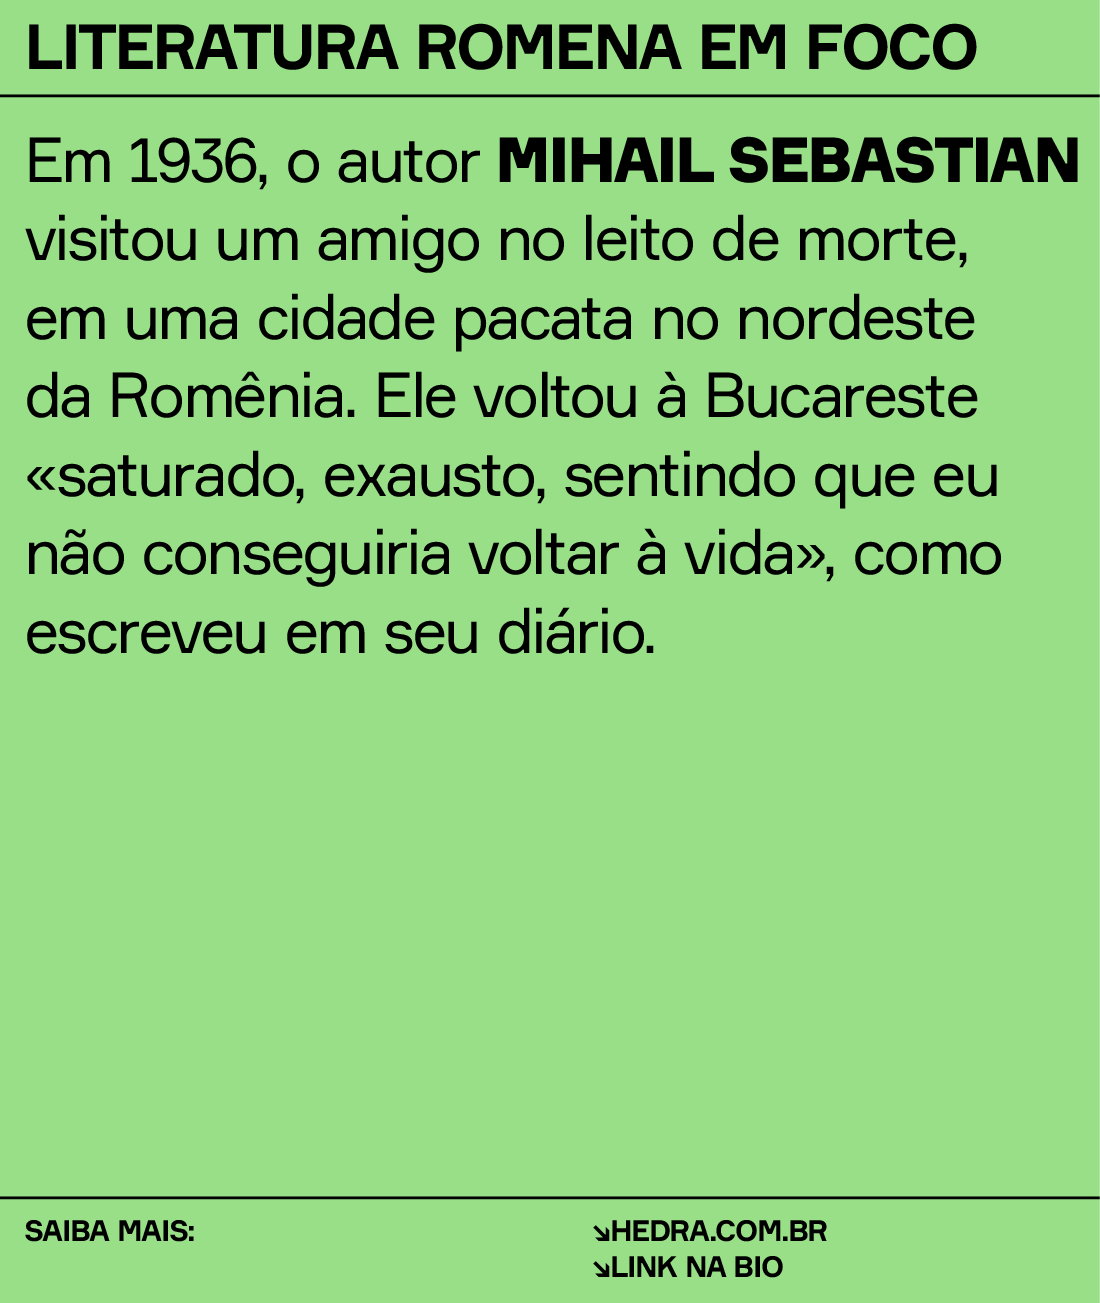 LITERATURA ROMENA EM FOCO
Em 1936, o autor MIHAIL SEBASTIAN
visitou um amigo no leito de morte,
em uma cidade pacata no nordeste
da Romênia. Ele voltou à Bucareste
«saturado, exausto, sentindo que eu
não conseguiria voltar à vida», como
escreveu em seu diário.
SAIBA MAIS:
↘HEDRA.COM.BR
↘LINK NA BIO